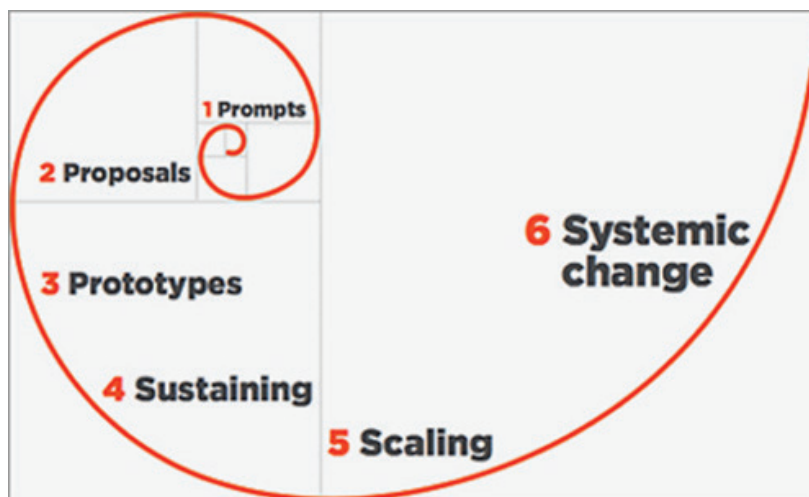 1 Prompts
2 Proposals
3 Prototypes
4 Sustaining
5 Scaling
6 Systemic
change